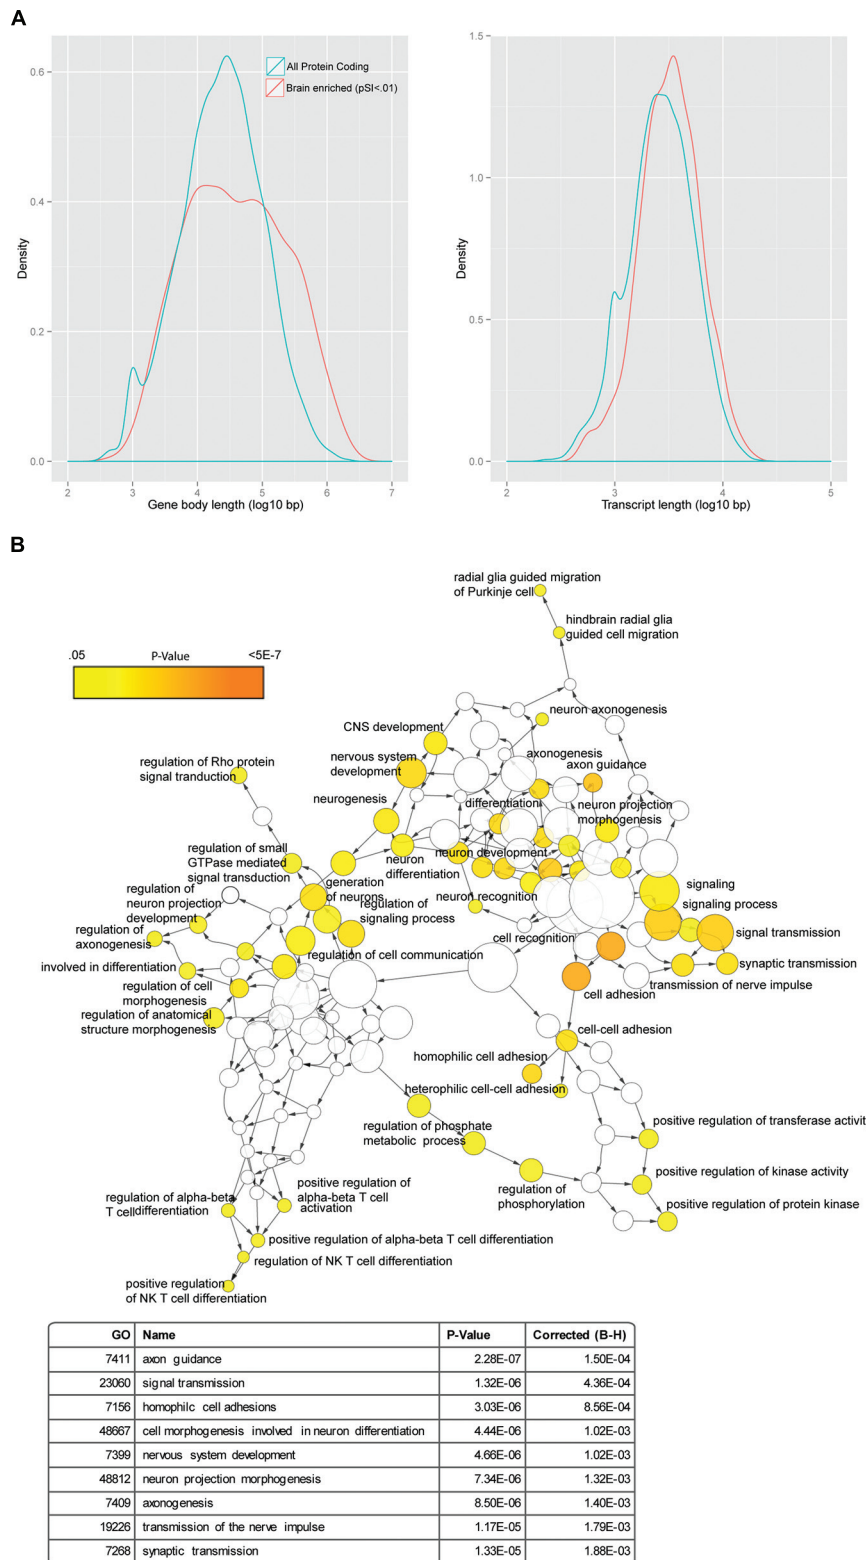 A
All Protein Coding
Brain enriched (pSI<.01)
Density
0.6
0.4
0.2
0.0
2 3 4 5 6 7
Gene body length (log10 bp)
Density
1.5
1.0
0.5
0.0
2 3 4 5
Transcript length (log10 bp)
B
.05 P-Value <5E-7
radial glia guided migration
of Purkinje cell
hindbrain radial glia
guided cell migration
neuron axonogenesis
CNS development
nervous system
development
axonogenesis
axon guidance
regulation of Rho protein
signal tranduction
neurogenesis
differentiation
neuron projection
morphogenesis
regulation of small
GTPase mediated
signal transduction
neuron
differentiation
neuron development
regulation of
neuron projection
development
generation
of neurons
regulation of
signaling process
neuron recognition
signaling
signaling process
regulation of
axonogenesis
cell recognition
signal transmission
regulation of cell communication
involved in differentiation
synaptic transmission
transmission of nerve impulse
regulation of cell
morphogenesis
cell adhesion
regulation of anatomical
structure morphogenesis
cell-cell adhesion
homophilic cell adhesion
heterophilic cell-cell adhesion
regulation of phosphate
metabolic process
positive regulation of transferase activit
positive regulation of kinase activity
regulation of
phosphorylation
positive regulation of protein kinase
regulation of alpha-beta
T celldifferentiation
positive regulation of
alpha-beta T cell
activation
positive regulation of alpha-beta T cell differentiation
regulation of NK T cell differentiation
positive regulation
of NK T cell differentiation
GO Name P-Value Corrected (B-H)
7411 axon guidance 2.28E-07 1.50E-04
23060 signal transmission 1.32E-06 4.36E-04
7156 homophilc cell adhesions 3.03E-06 8.56E-04
48667 cell morphogenesis involved in neuron differentiation 4.44E-06 1.02E-03
7399 nervous system development 4.66E-06 1.02E-03
48812 neuron projection morphogenesis 7.34E-06 1.32E-03
7409 axonogenesis 8.50E-06 1.40E-03
19226 transmission of the nerve impulse 1.17E-05 1.79E-03
7268 synaptic transmission 1.33E-05 1.88E-03